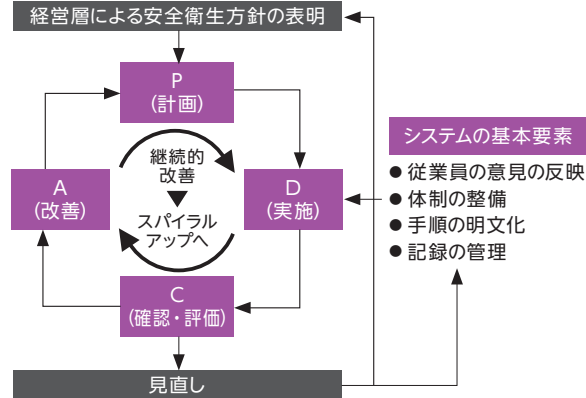 経営層による安全衛生方針の表明
P
(計画)
システムの基本要素
継続的
改善
▼
スパイラル
アップへ
A
(改善)
D
(実施)
● 従業員の意見の反映
● 体制の整備
● 手順の明文化
● 記録の管理
C
(確認・評価)
見直し